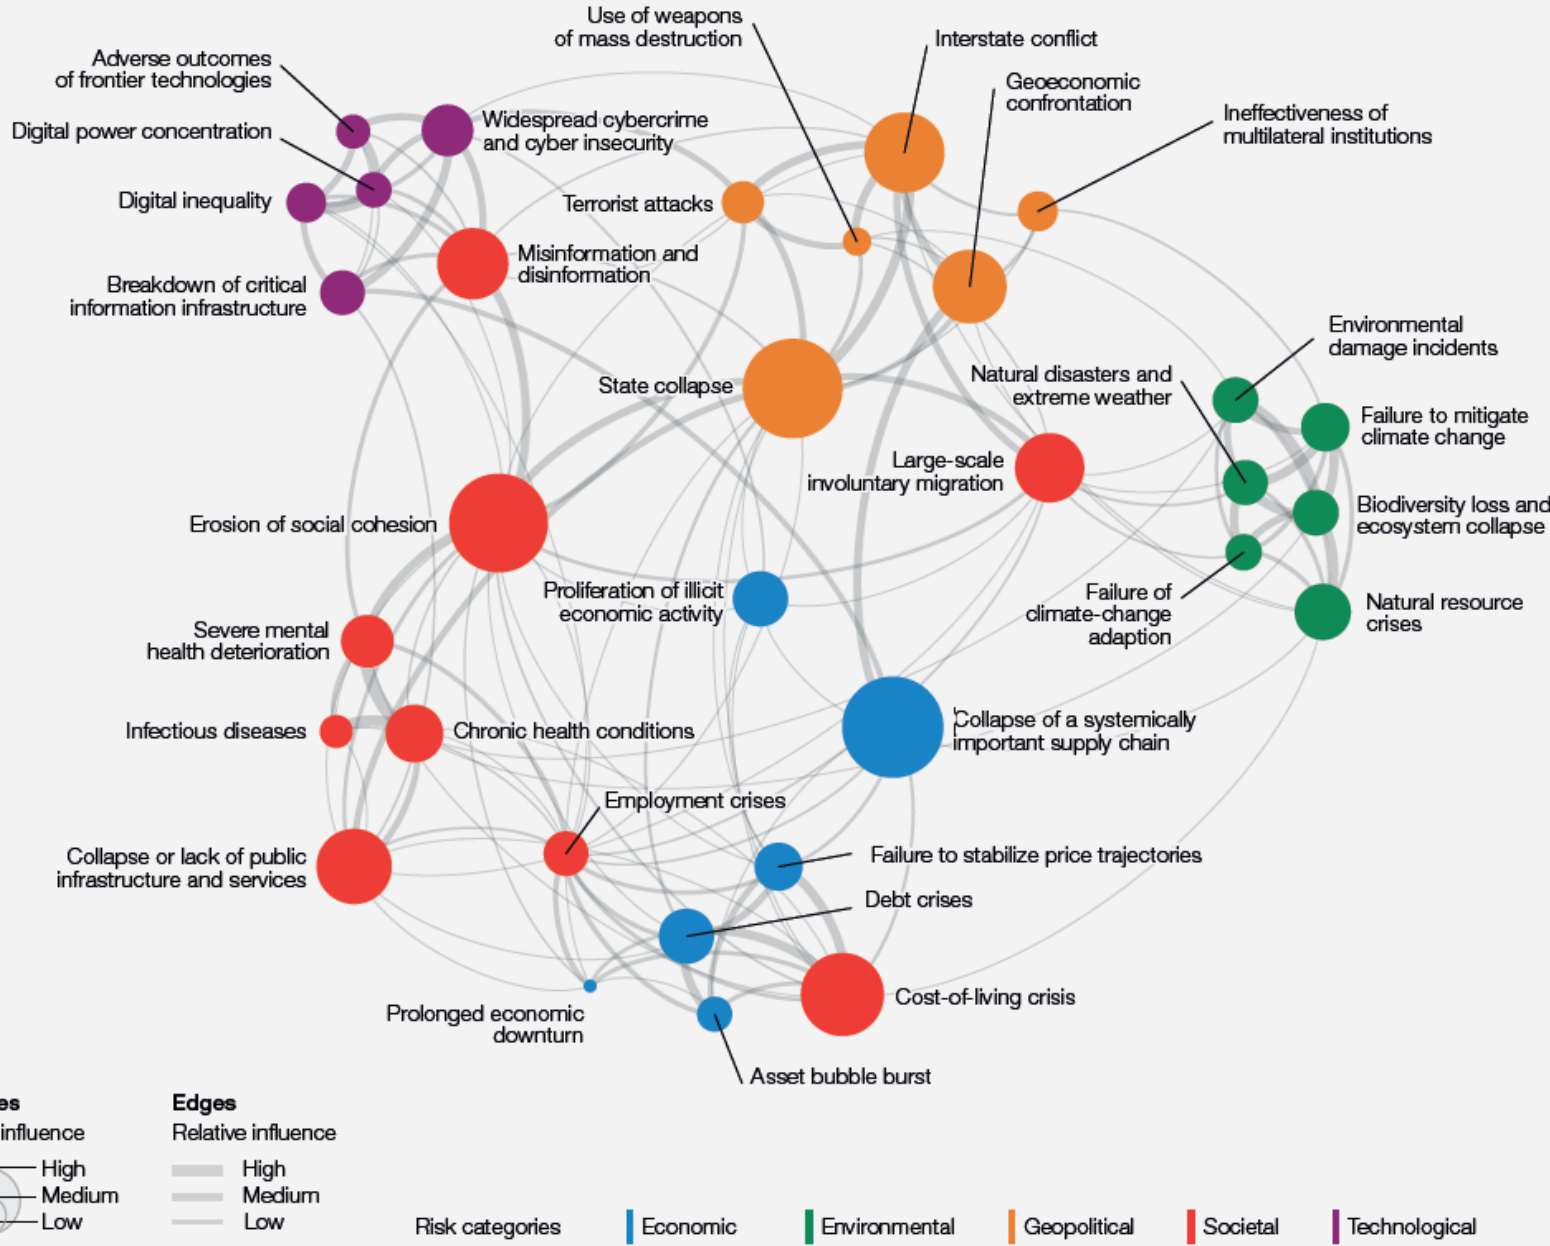 Use of weapons
of mass destruction
Interstate conflict
Adverse outcomes
of frontier technologies
Geoeconomic
confrontation
Ineffectiveness of
multilateral institutions
Digital power concentration
Widespread cybercrime
and cyber insecurity
Digital inequality
Terrorist attacks
Misinformation and
disinformation
Breakdown of critical
information infrastructure
Environmental
damage incidents
State collapse
Natural disasters and
extreme weather
Failure to mitigate
climate change
Large-scale
involuntary migration
Erosion of social cohesion
Biodiversity loss and
ecosystem collapse
Proliferation of illicit
economic activity
Failure of
climate-change
adaption
Natural resource
crises
Severe mental
health deterioration
Infectious diseases
Chronic health conditions
Collapse of a systemically
important supply chain
Employment crises
Collapse or lack of public
infrastructure and services
Failure to stabilize price trajectories
Debt crises
Prolonged economic
downturn
Cost-of-living crisis
Asset bubble burst
es
influence
High
Medium
Low
Edges
Relative influence
High
Medium
Low
Risk categories
Economic
Environmental
Geopolitical
Societal
Technological